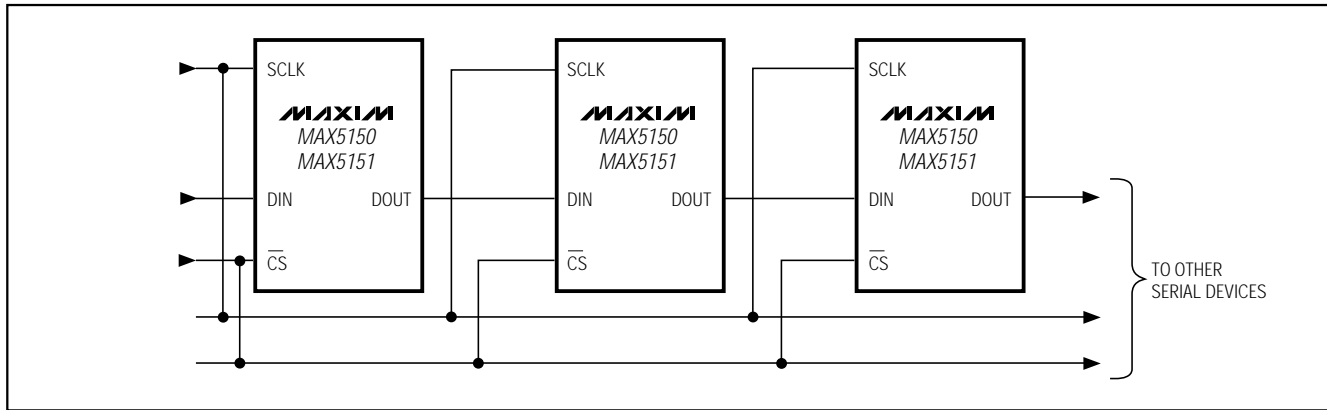 SCLK
MAXIM
MAX5150
MAX5151
DIN DOUT
CS
SCLK
MAXIM
MAX5150
MAX5151
DIN DOUT
CS
SCLK
MAXIM
MAX5150
MAX5151
DIN DOUT
CS
TO OTHER
SERIAL DEVICES